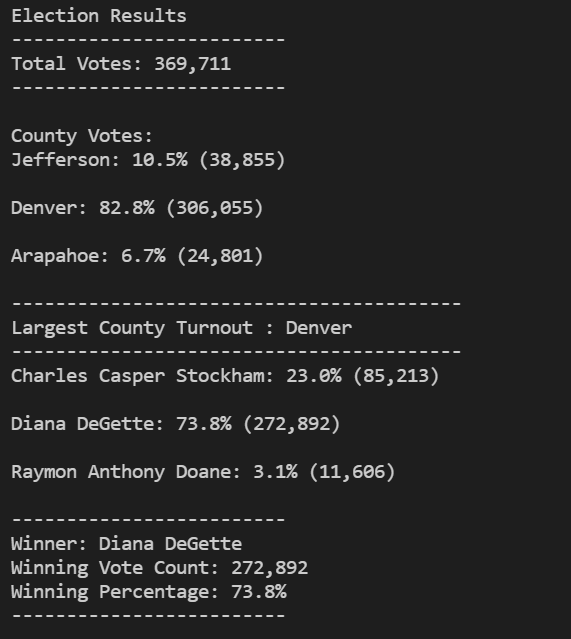 Election Results
-------------------------
Total Votes: 369,711
-------------------------
County Votes:
Jefferson: 10.5% (38,855)
Denver: 82.8% (306,055)
Arapahoe: 6.7% (24,801)
-----------------------------------------
Largest County Turnout : Denver
-----------------------------------------
Charles Casper Stockham: 23.0% (85,213)
Diana DeGette: 73.8% (272,892)
Raymon Anthony Doane: 3.1% (11,606)
-------------------------
Winner: Diana DeGette
Winning Vote Count: 272,892
Winning Percentage: 73.8%
-------------------------